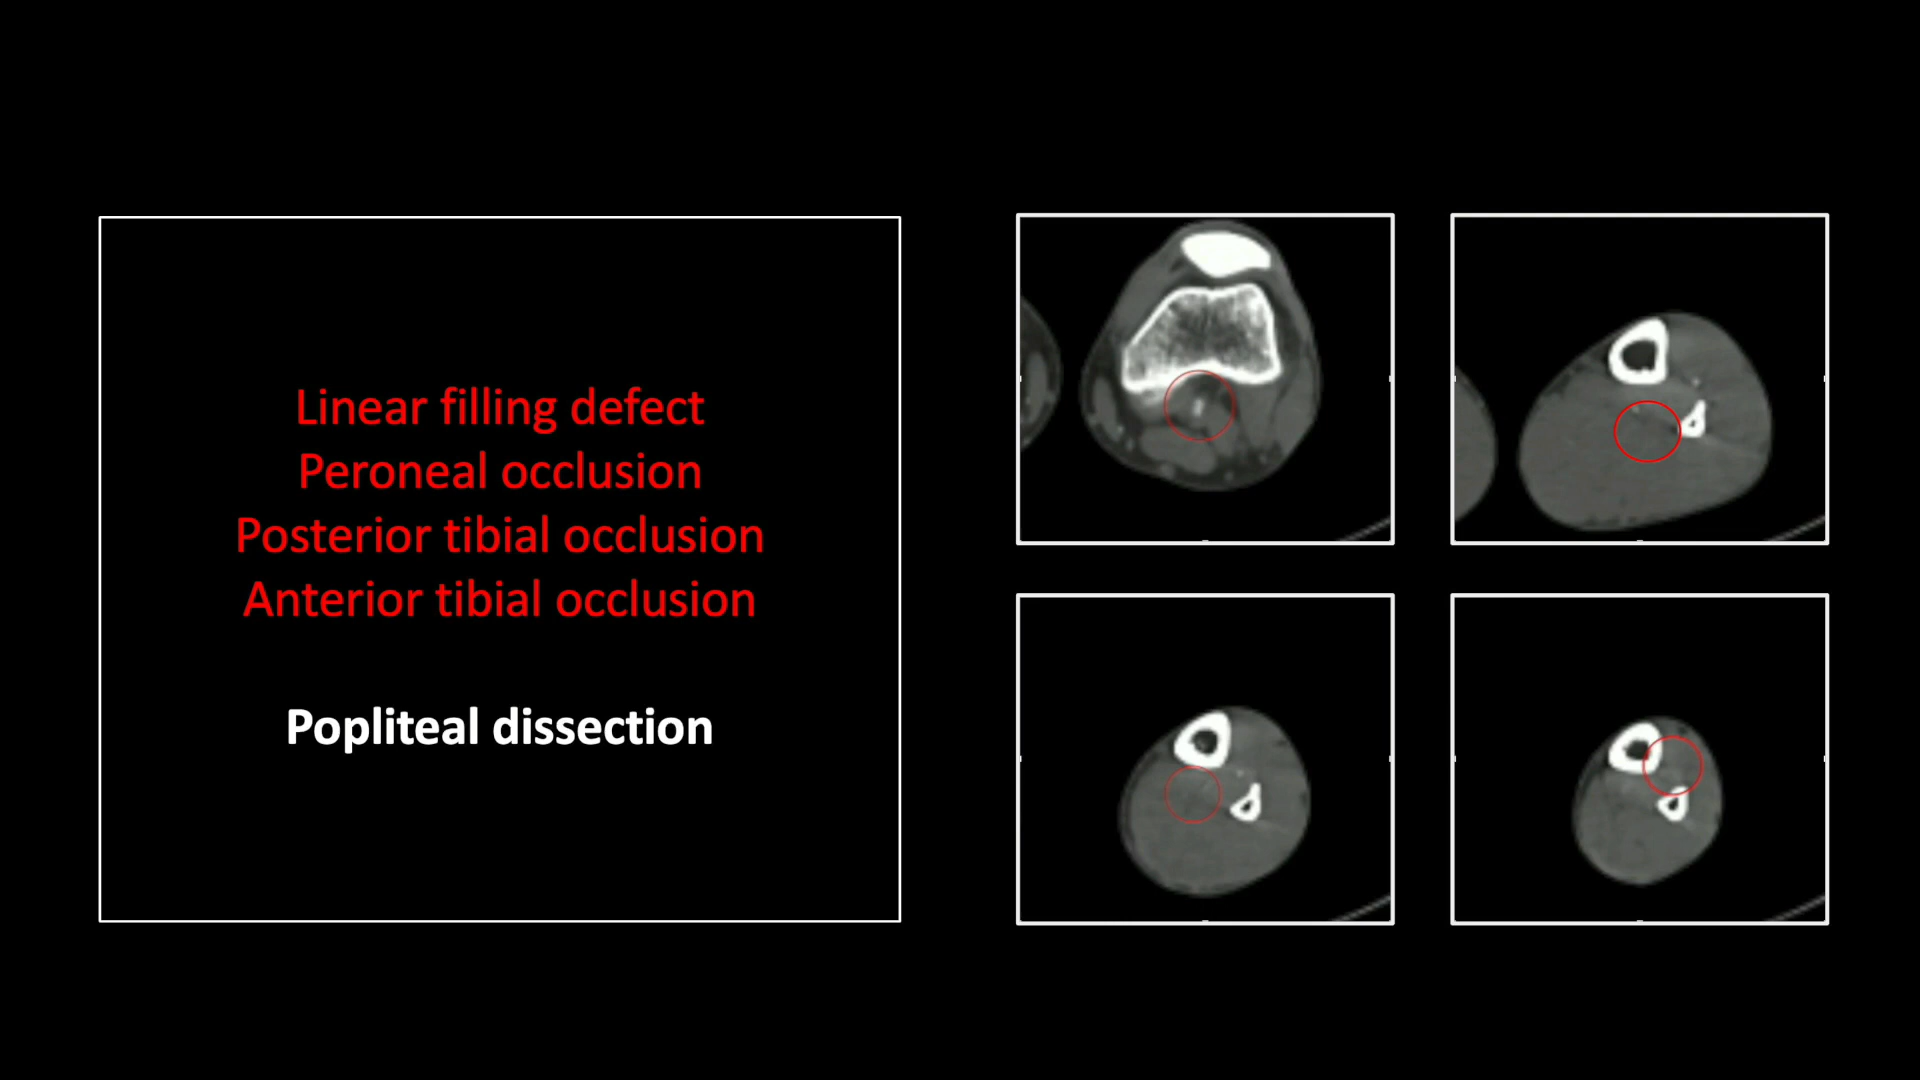 Linear filling defect
Peroneal occlusion
Posterior tibial occlusion
Anterior tibial occlusion
Popliteal dissection